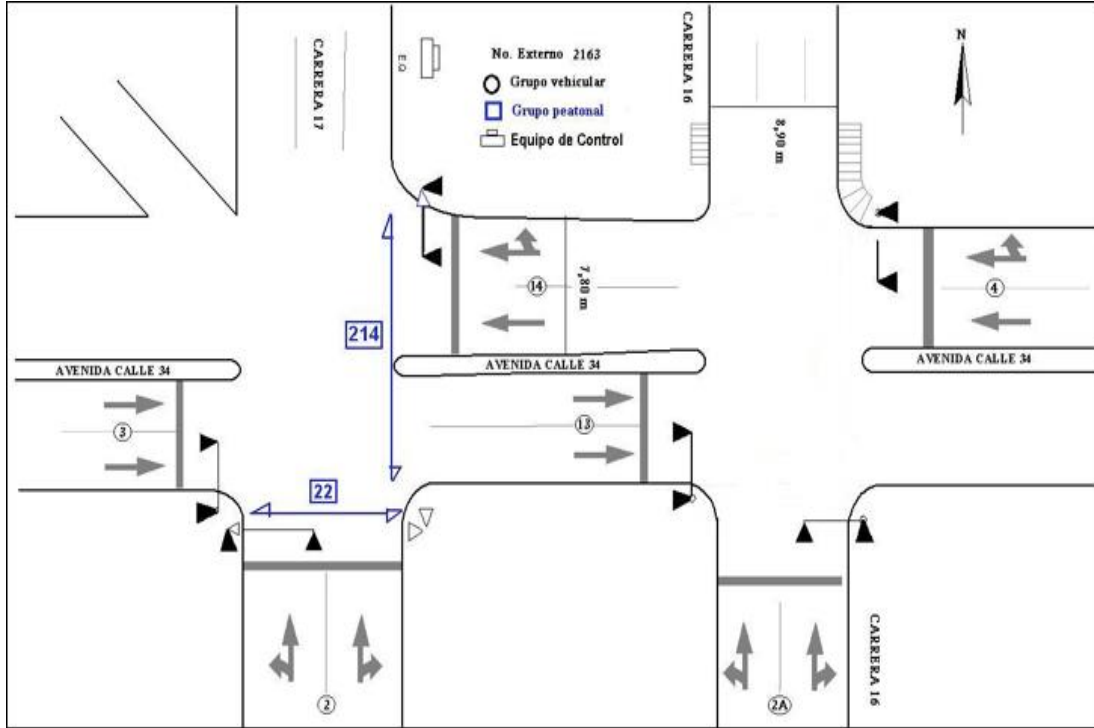 CARRERA 17
E.Q
No. Externo 2163
Grupo vehicular
Grupo peatonal
Equipo de Control
CARRERA 16
8,90 m
N
14
7,80 m
4
214
AVENIDA CALLE 34
AVENIDA CALLE 34
AVENIDA CALLE 34
3
13
22
2
2A
CARRERA 16